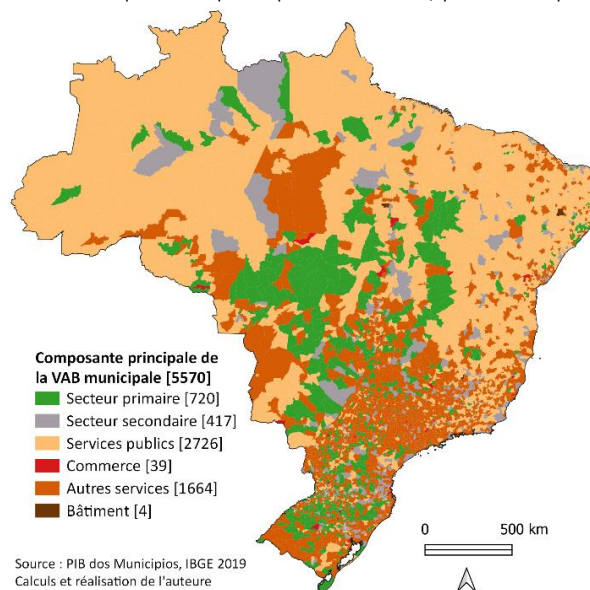 Composante principale de
la VAB municipale [5570]
Secteur primaire [720]
Secteur secondaire [417]
Services publics [2726]
Commerce [39]
Autres services [1664]
Bâtiment [4]
0 500 km
Source : PIB dos Municipios, IBGE 2019
Calculs et réalisation de l'auteure